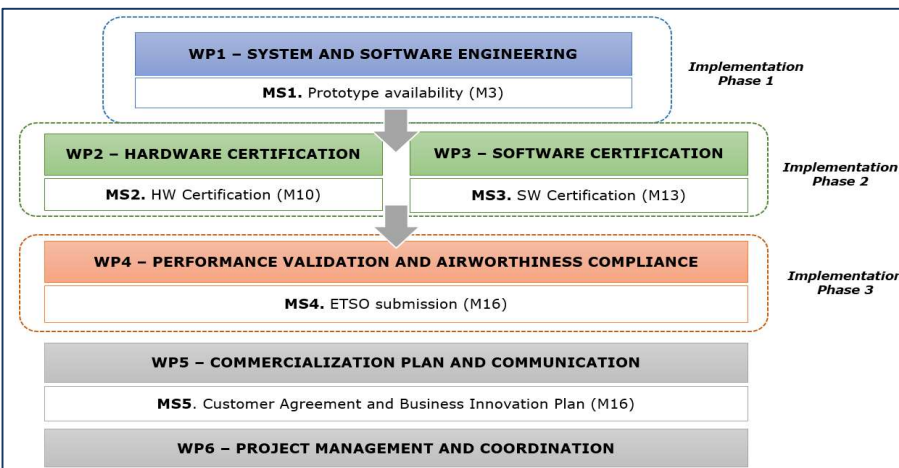 WP1 – SYSTEM AND SOFTWARE ENGINEERING
Implementation
Phase 1
MS1. Prototype availability (M3)
WP2 – HARDWARE CERTIFICATION
WP3 – SOFTWARE CERTIFICATION
Implementation
Phase 2
MS2. HW Certification (M10)
MS3. SW Certification (M13)
WP4 – PERFORMANCE VALIDATION AND AIRWORTHINESS COMPLIANCE
Implementation
Phase 3
MS4. ETSO submission (M16)
WP5 – COMMERCIALIZATION PLAN AND COMMUNICATION
MS5. Customer Agreement and Business Innovation Plan (M16)
WP6 – PROJECT MANAGEMENT AND COORDINATION